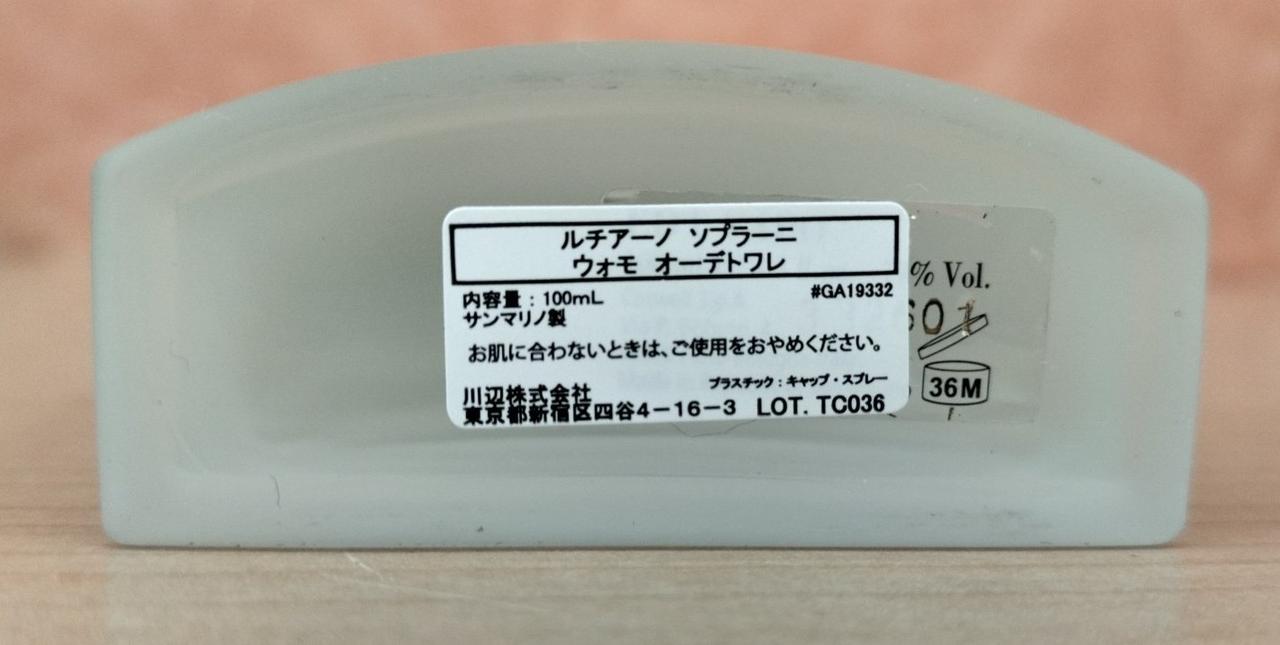 ルチアーノ ソプラーニ
ウォモ オーデトワレ
内容量：100mL
#GA19332
サンマリノ製
お肌に合わないときは、ご使用をおやめください。
プラスチック：キャップ・スプレー
川辺株式会社
東京都新宿区四谷4－16－3 LOT. TC036
% Vol.
36M